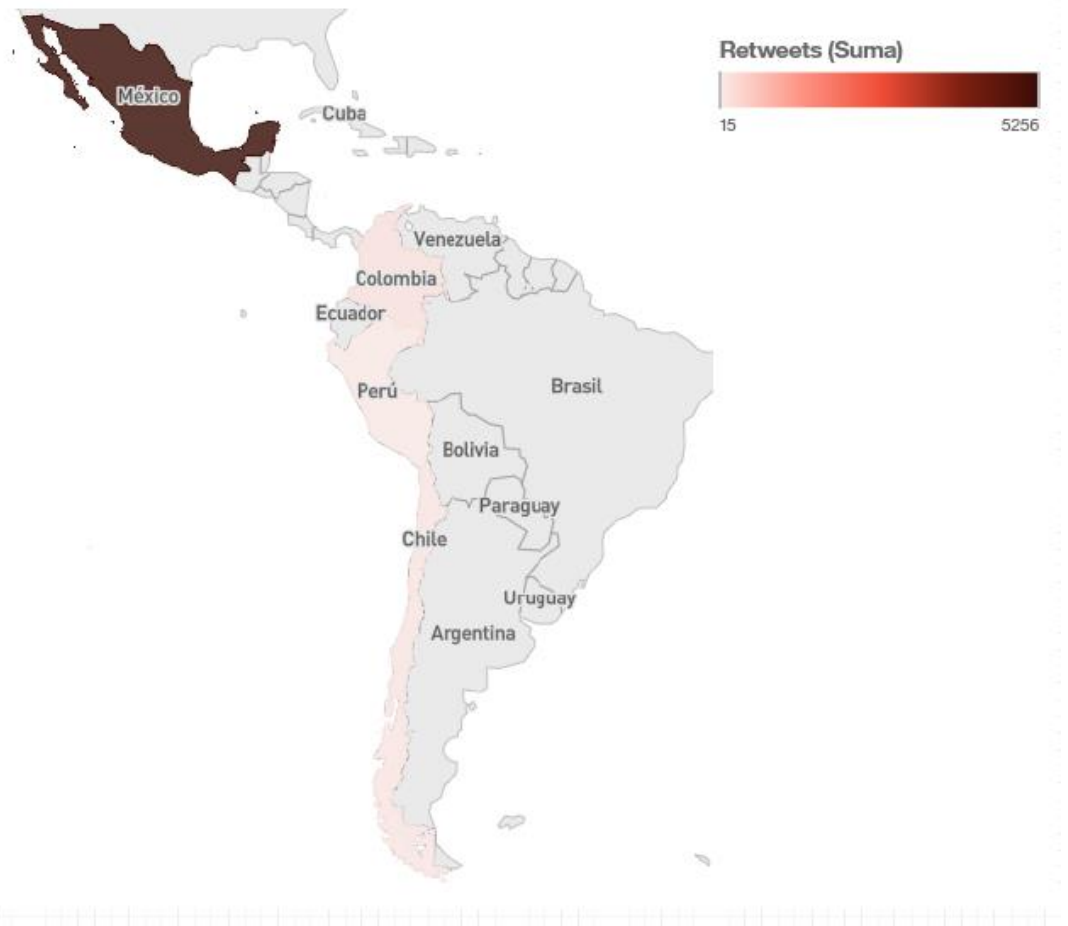 Retweets (Suma)
15 5256
México
Cuba
Venezuela
Colombia
Ecuador
Perú
Brasil
Bolivia
Paraguay
Chile
Uruguay
Argentina